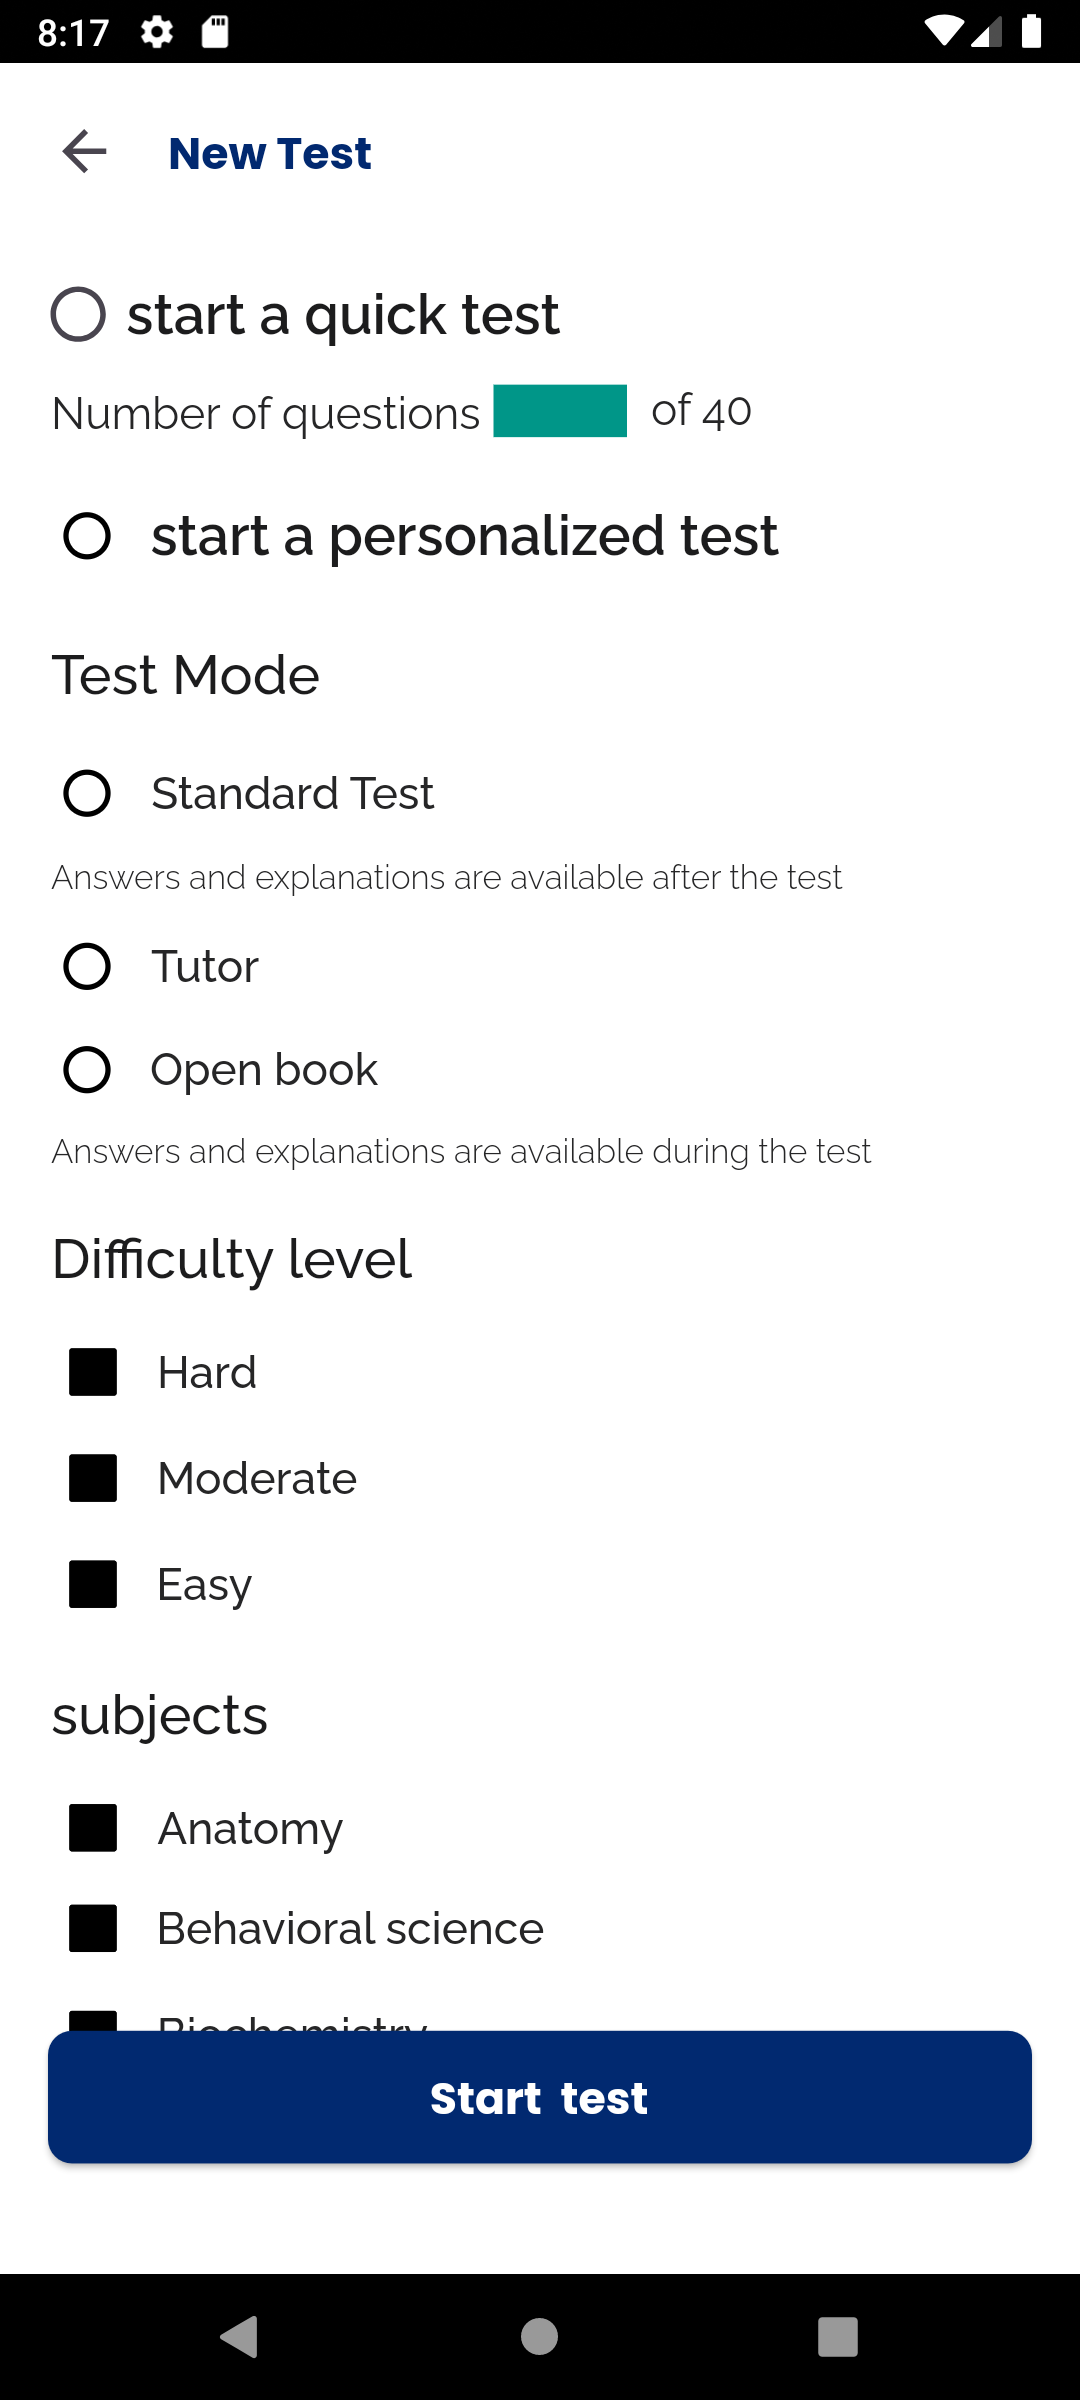 8:17
New Test
start a quick test
Number of questions of 40
start a personalized test
Test Mode
Standard Test
Answers and explanations are available after the test
Tutor
Open book
Answers and explanations are available during the test
Difficulty level
Hard
Moderate
Easy
subjects
Anatomy
Behavioral science
Biochemistry
Start test